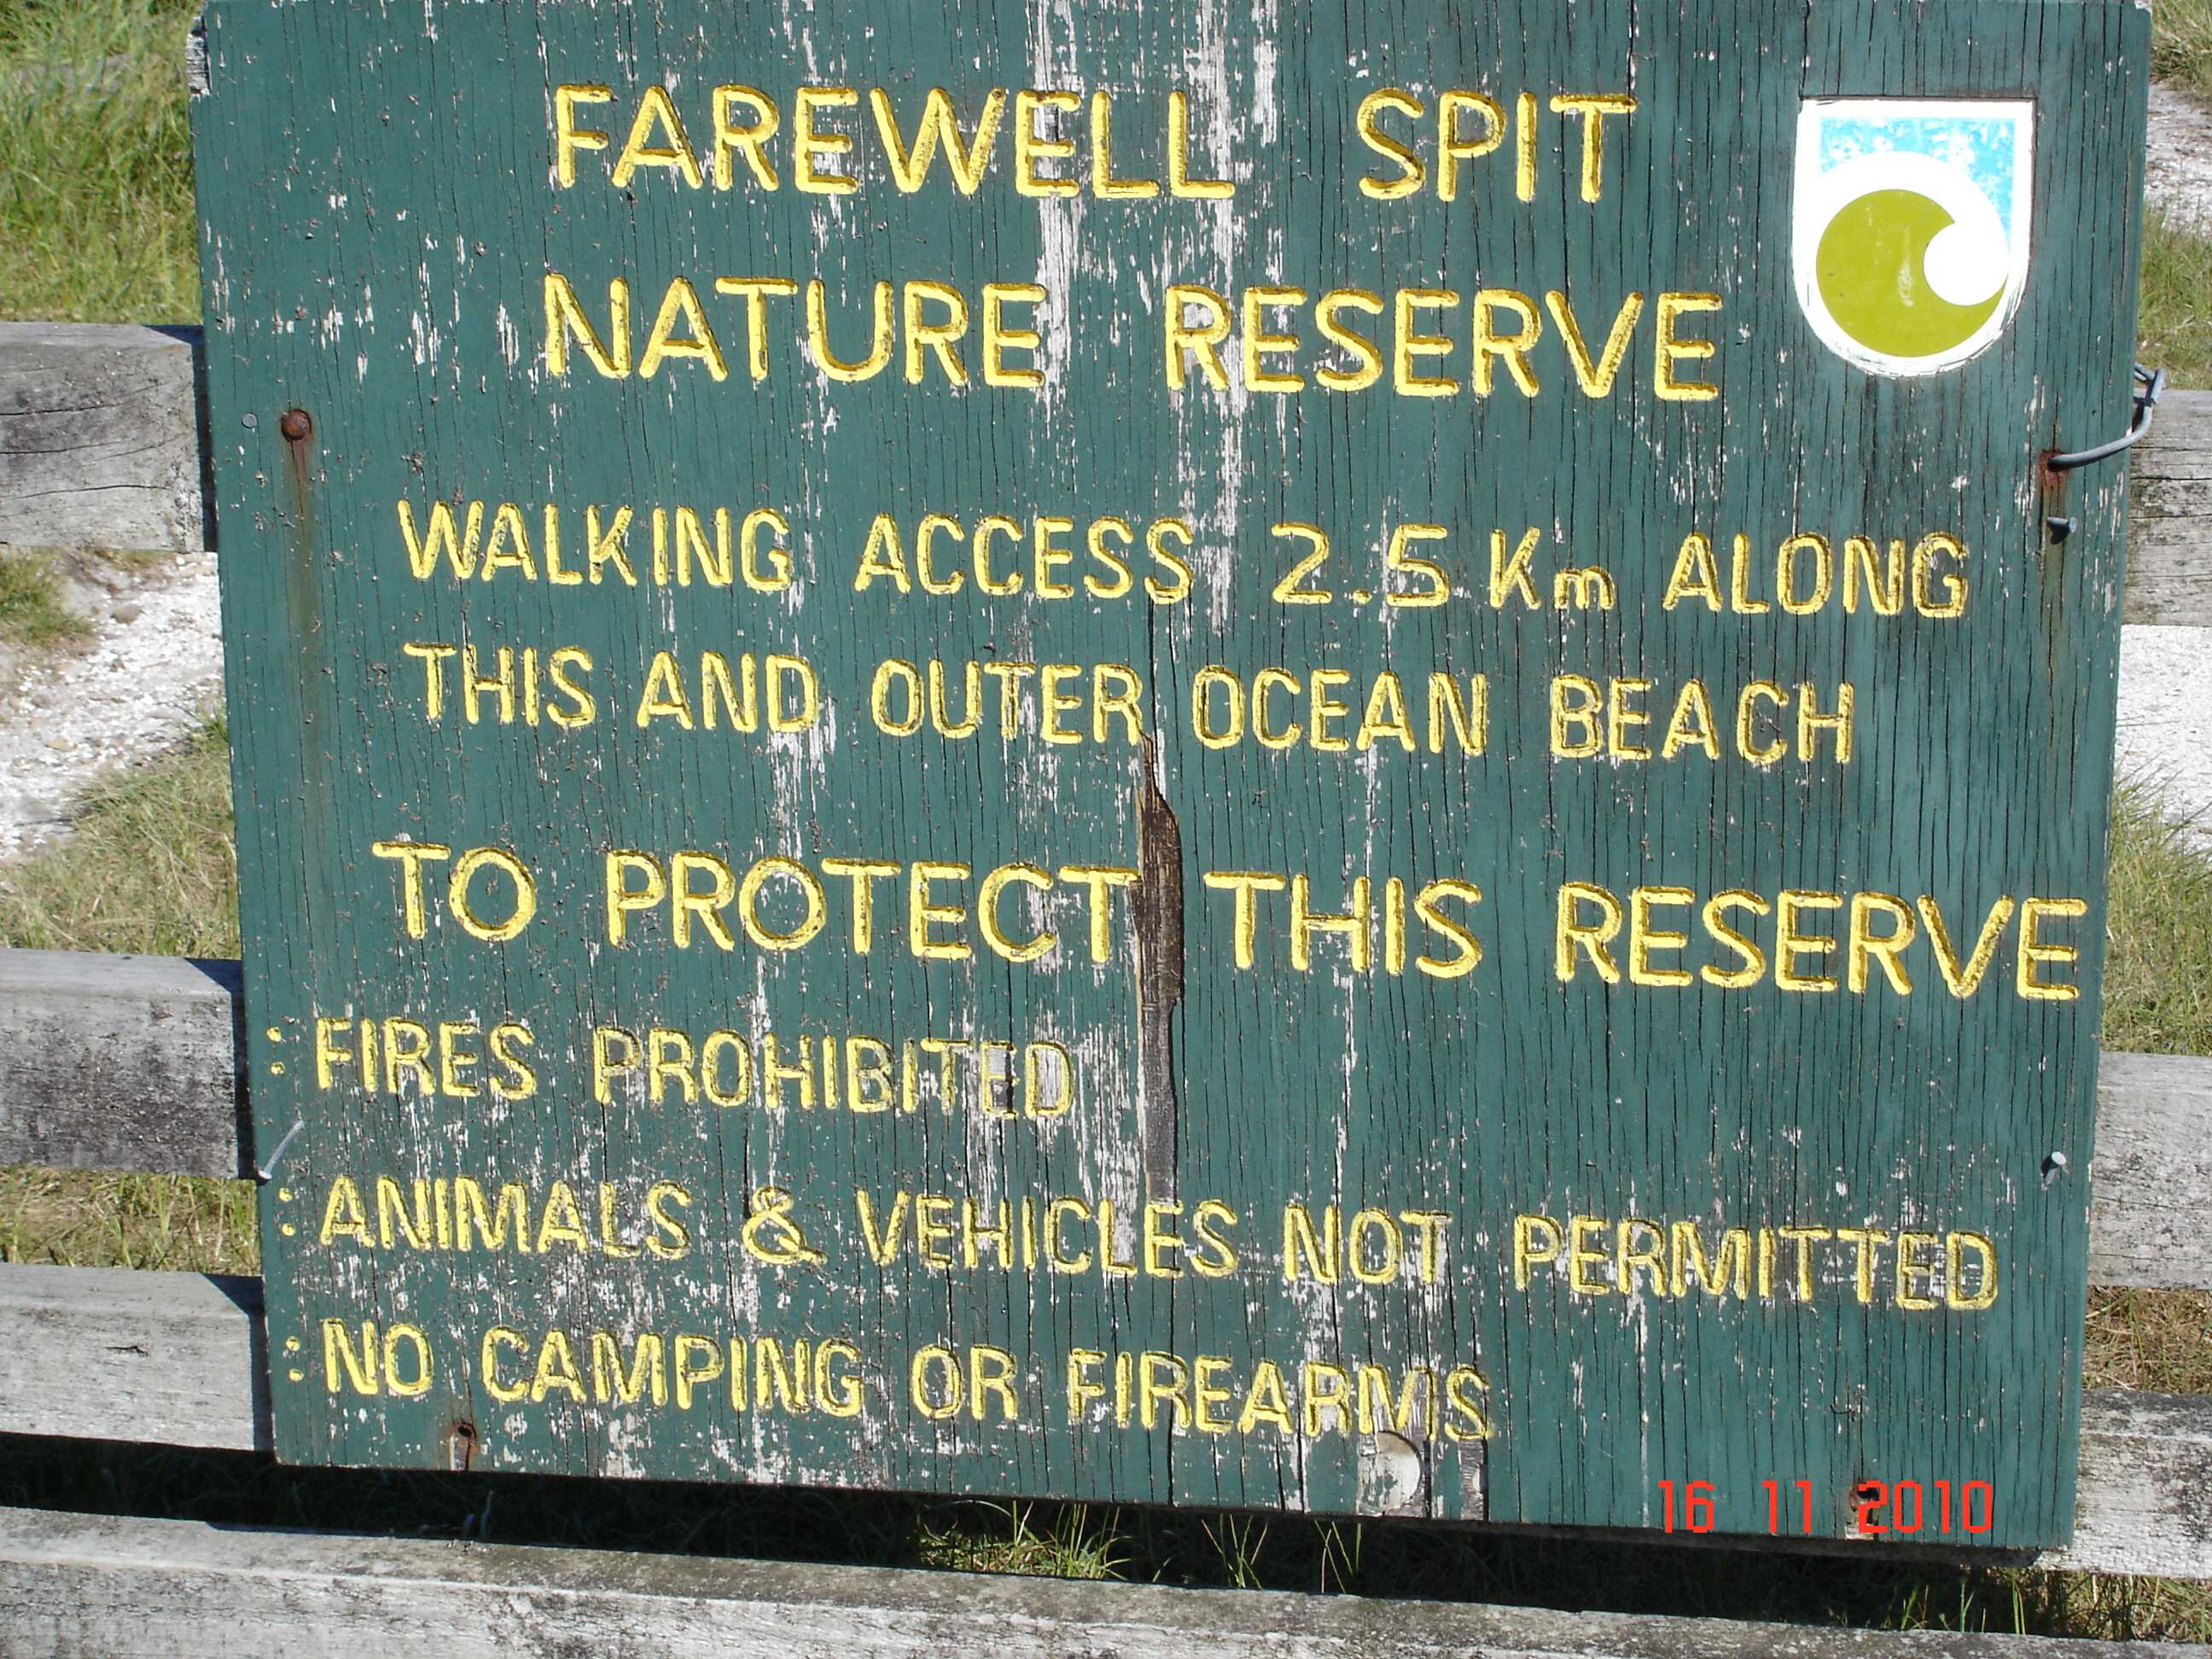 FAREWELL SPIT
NATURE RESERVE
WALKING ACCESS 2.5 Km ALONG
THIS AND OUTER OCEAN BEACH
TO PROTECT THIS RESERVE
: FIRES PROHIBITED
: ANIMALS & VEHICLES NOT PERMITTED
: NO CAMPING OR FIREARMS
16 11 2010